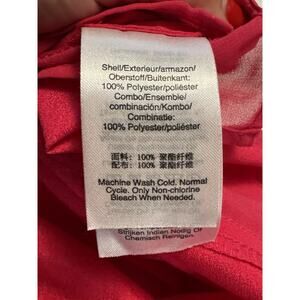 Shell/Exterieur/armazon/
Oberstoff/Buitenkant:
100% Polyester/poliéster
Combo/Ensemble/
combinación/Kombo/
Combinatie:
100% Polyester/poliéster
面料: 100% 聚酯纤维
配布: 100% 聚酯纤维
Machine Wash Cold. Normal
Cycle. Only Non-chlorine
Bleach When Needed.
Strijken Indien Nodig Of
Chemisch Reinigen.